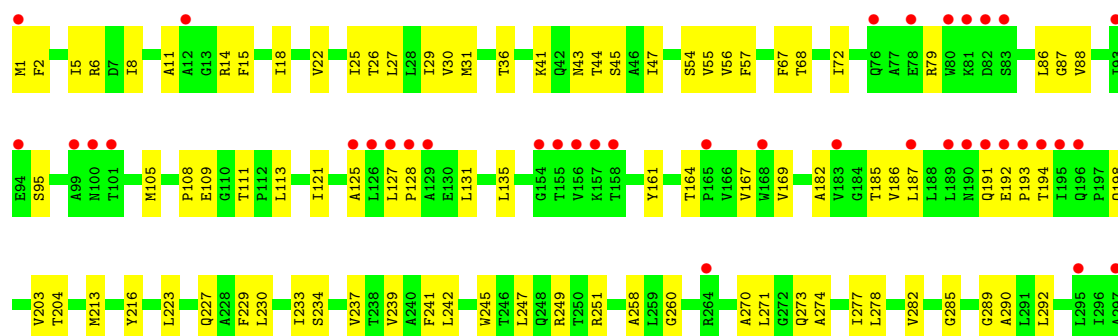 M1 F2 I5 R6 D7 I8 A11 A12 G13 R14 F15 I18 V22 I25 T26 L27 L28 I29 V30 M31 T36 K41 Q42 N43 T44 S45 A46 I47 S54 V55 V56 F57 F67 T68 I72 Q76 A77 E78 R79 W80 K81 D82 S83 L86 G87 V88 I93
E94 S95 A99 N100 T101 M105 P108 E109 G110 T111 P112 L113 I121 A125 L126 L127 P128 A129 E130 L131 L135 G154 T155 V156 K157 T158 Y161 T164 P165 V166 V167 W168 V169 A182 V183 G184 T185 V186 L187 L188 L189 N190 Q191 E192 P193 T194 I195 Q196 P197
V203 T204 M213 Y216 L223 Q227 A228 F229 L230 I233 S234 V237 T238 V239 A240 F241 L242 W245 T246 L247 Q248 R249 T250 R251 A258 L259 G260 R264 A270 L271 G272 Q273 A274 I277 L278 V282 G285 G289 A290 L291 L292 L295 I296